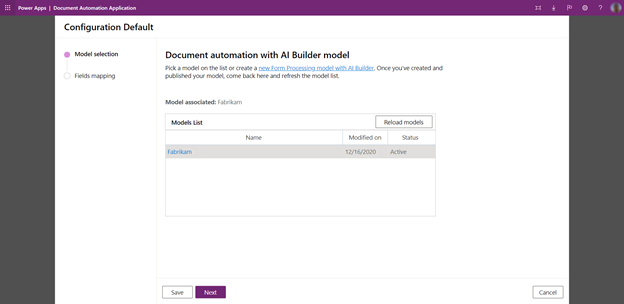 Power Apps | Document Automation Application
?
Configuration Default
Model selection
Fields mapping
Document automation with AI Builder model
Pick a model on the list or create a new Form Processing model with AI Builder. Once you've created and
published your model, come back here and refresh the model list.
Model associated: Fabrikam
Models List
Reload models
Name Modified on Status
Fabrikam 12/16/2020 Active
Save Next Cancel